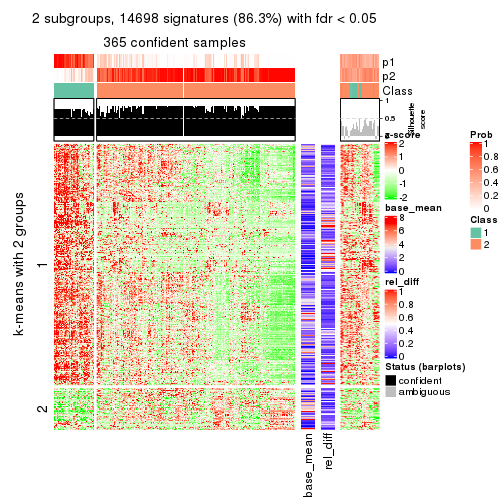 2 subgroups, 14698 signatures (86.3%) with fdr < 0.05
365 confident samples
p1
p2
Class
1
0.5
0
Silhouette
score
k-means with 2 groups
1
2
base_mean
rel_diff
z-score
2
1
0
-1
-2
base_mean
8
6
4
2
0
rel_diff
1
0.8
0.6
0.4
0.2
0
Status (barplots)
confident
ambiguous
Prob
1
0.8
0.6
0.4
0.2
0
Class
1
2